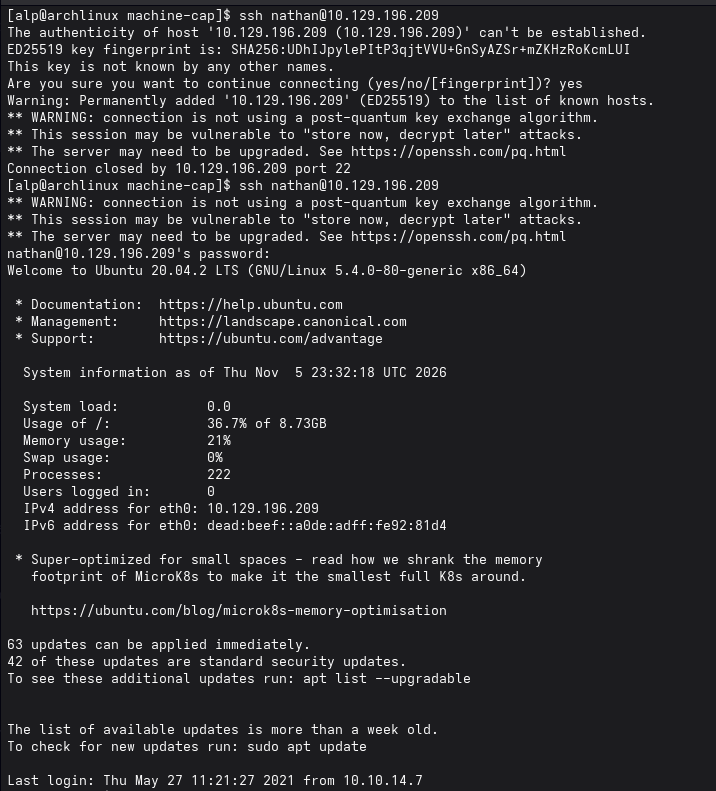 [alp@archlinux machine-cap]$ ssh nathan@10.129.196.209
The authenticity of host '10.129.196.209 (10.129.196.209)' can't be established.
ED25519 key fingerprint is: SHA256:UDhIJpylePItP3qjtVVU+GnSyAZSr+mZKHzRoKcmLUI
This key is not known by any other names.
Are you sure you want to continue connecting (yes/no/[fingerprint])? yes
Warning: Permanently added '10.129.196.209' (ED25519) to the list of known hosts.
** WARNING: connection is not using a post-quantum key exchange algorithm.
** This session may be vulnerable to "store now, decrypt later" attacks.
** The server may need to be upgraded. See https://openssh.com/pq.html
Connection closed by 10.129.196.209 port 22
[alp@archlinux machine-cap]$ ssh nathan@10.129.196.209
** WARNING: connection is not using a post-quantum key exchange algorithm.
** This session may be vulnerable to "store now, decrypt later" attacks.
** The server may need to be upgraded. See https://openssh.com/pq.html
nathan@10.129.196.209's password:
Welcome to Ubuntu 20.04.2 LTS (GNU/Linux 5.4.0-80-generic x86_64)

 * Documentation:  https://help.ubuntu.com
 * Management:     https://landscape.canonical.com
 * Support:        https://ubuntu.com/advantage

  System information as of Thu Nov  5 23:32:18 UTC 2026

  System load:           0.0
  Usage of /:            36.7% of 8.73GB
  Memory usage:          21%
  Swap usage:            0%
  Processes:             222
  Users logged in:       0
  IPv4 address for eth0: 10.129.196.209
  IPv6 address for eth0: dead:beef::a0de:adff:fe92:81d4

 * Super-optimized for small spaces - read how we shrank the memory
   footprint of MicroK8s to make it the smallest full K8s around.

   https://ubuntu.com/blog/microk8s-memory-optimisation

63 updates can be applied immediately.
42 of these updates are standard security updates.
To see these additional updates run: apt list --upgradable


The list of available updates is more than a week old.
To check for new updates run: sudo apt update

Last login: Thu May 27 11:21:27 2021 from 10.10.14.7